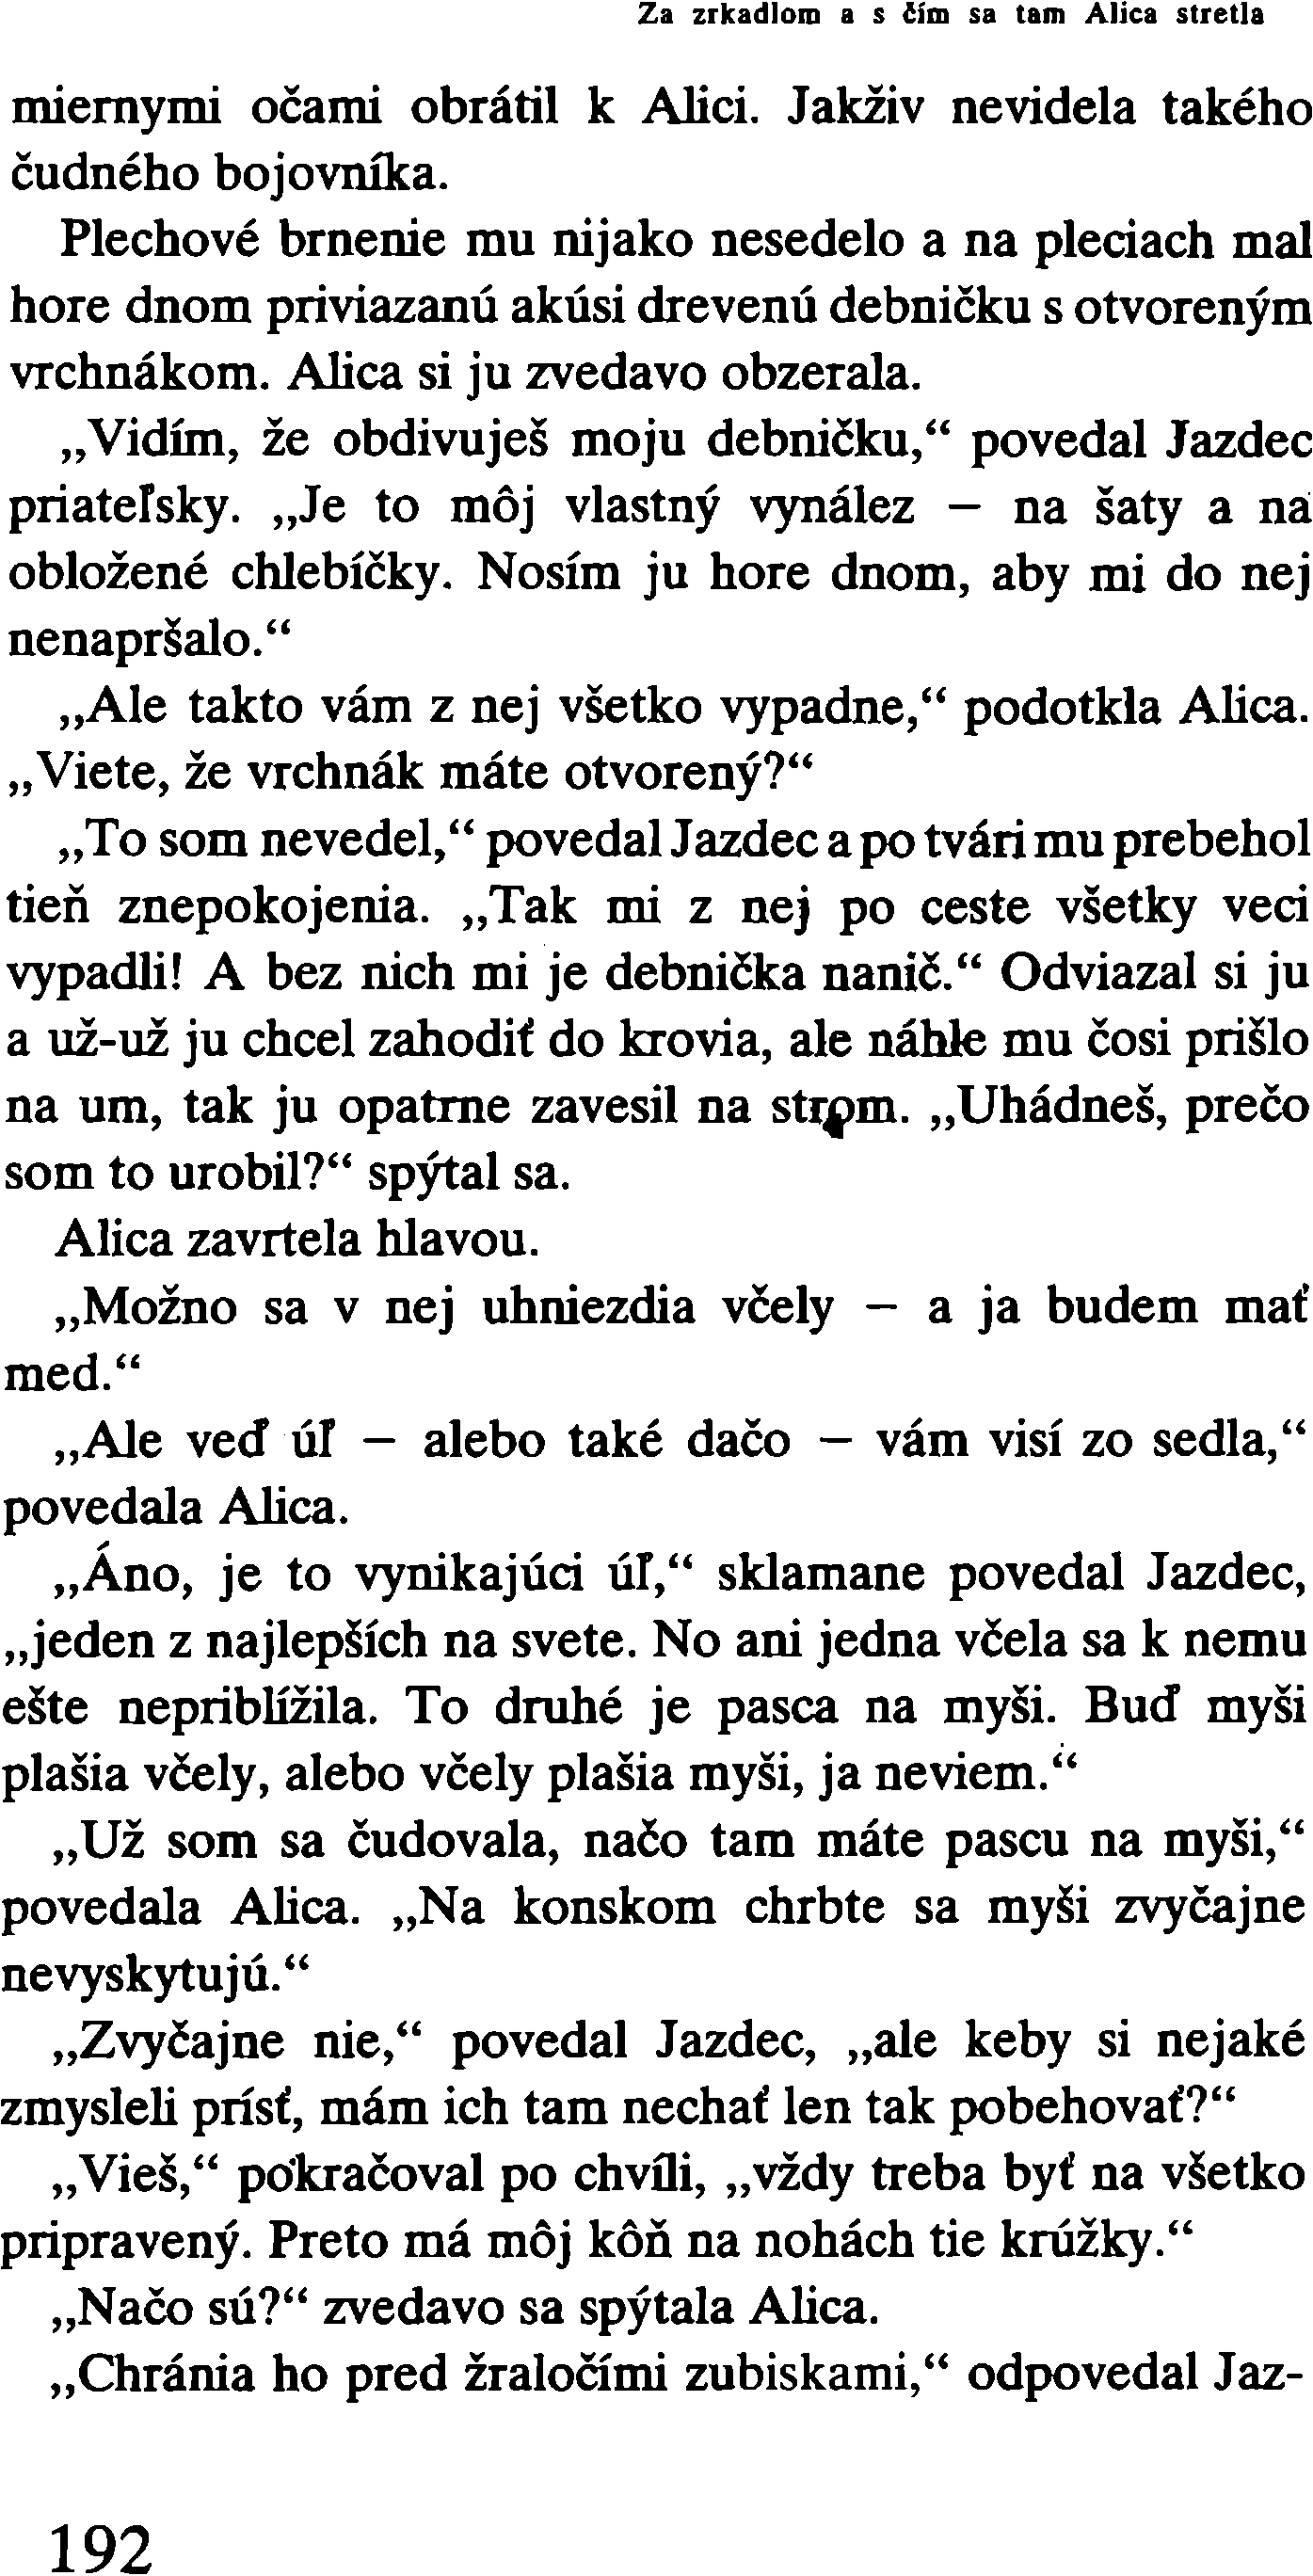 Za zrkadlom a s čím sa tam Alica stretla
miernymi očami obrátil k Alici. Jakživ nevidela takého
čudného bojovníka.
Plechové brnenie mu nijako nesedelo a na pleciach mal
hore dnom priviazanú akúsi drevenú debničku s otvoreným
vrchnákom. Alica si ju zvedavo obzerala.
„Vidím, že obdivuješ moju debničku,“ povedal Jazdec
priateľsky. „Je to môj vlastný vynález – na šaty a na
obložené chlebíčky. Nosím ju hore dnom, aby mi do nej
nenapršalo.“
„Ale takto vám z nej všetko vypadne,“ podotkla Alica.
„Viete, že vrchnák máte otvorený?“
„To som nevedel,“ povedal Jazdec a po tvári mu prebehol
tieň znepokojenia. „Tak mi z nej po ceste všetky veci
vypadli! A bez nich mi je debnička nanič.“ Odviazal si ju
a už-už ju chcel zahodiť do krovia, ale náhle mu čosi prišlo
na um, tak ju opatrne zavesil na strom. „Uhádneš, prečo
som to urobil?“ spýtal sa.
Alica zavrtela hlavou.
„Možno sa v nej uhniezdia včely – a ja budem mať
med.“
„Ale veď úľ – alebo také dačo – vám visí zo sedla,“
povedala Alica.
„Áno, je to vynikajúci úľ,“ sklamane povedal Jazdec,
„jeden z najlepších na svete. No ani jedna včela sa k nemu
ešte nepriblížila. To druhé je pasca na myši. Buď myši
plašia včely, alebo včely plašia myši, ja neviem.“
„Už som sa čudovala, načo tam máte pascu na myši,“
povedala Alica. „Na konskom chrbte sa myši zvyčajne
nevyskytujú.“
„Zvyčajne nie,“ povedal Jazdec, „ale keby si nejaké
zmysleli prísť, mám ich tam nechať len tak pobehovať?“
„Vieš,“ pokračoval po chvíli, „vždy treba byť na všetko
pripravený. Preto má môj kôň na nohách tie krúžky.“
„Načo sú?“ zvedavo sa spýtala Alica.
„Chránia ho pred žraločími zubiskami,“ odpovedal Jaz-
192